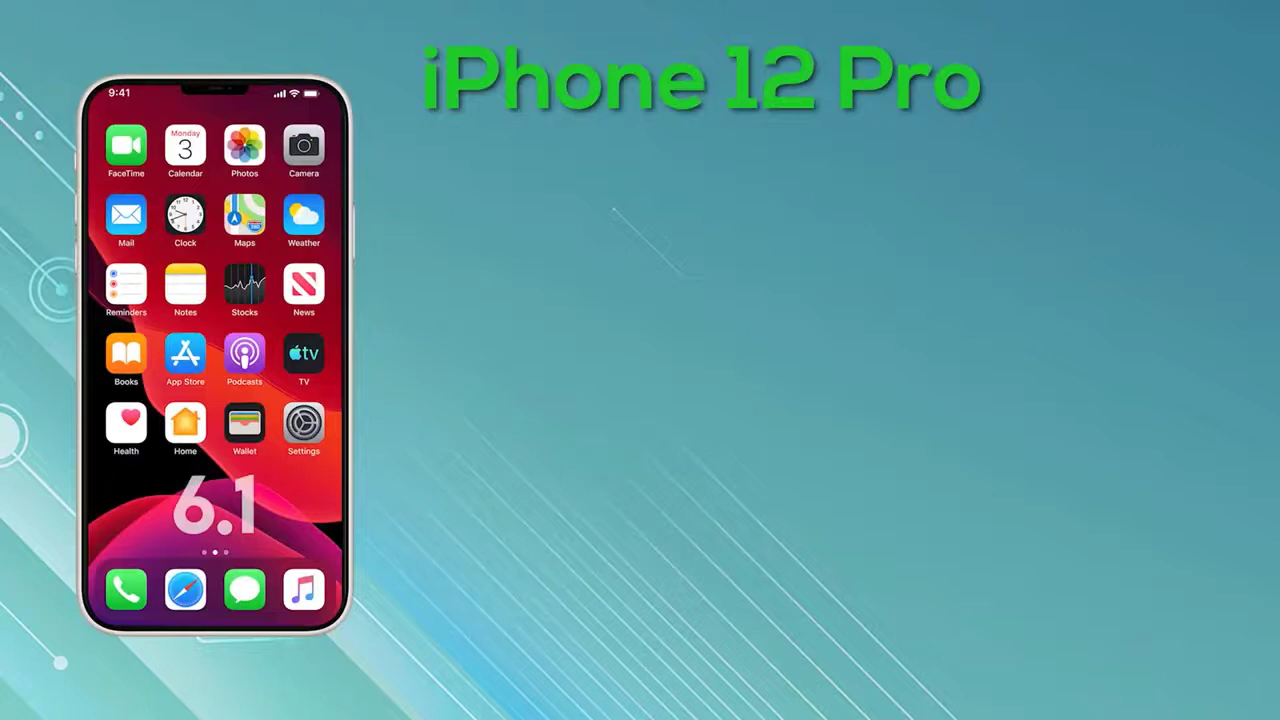 iPhone 12 Pro
9:41
Monday
3
FaceTime Calendar Photos Camera
Mail Clock Maps Weather
Reminders Notes Stocks News
Books App Store Podcasts TV
tv
Health Home Wallet Settings
6.1